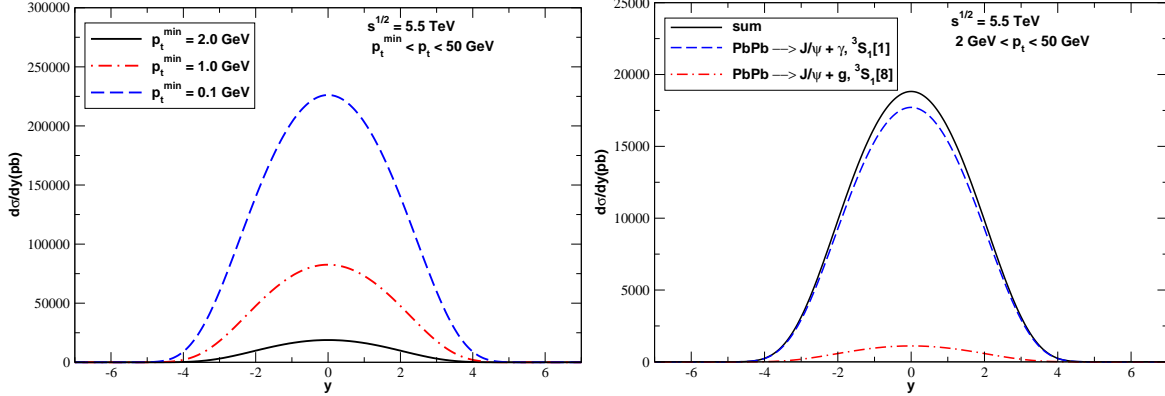 300000
250000
200000
150000
100000
50000
0
dσ/dy(pb)
p_t^min = 2.0 GeV
p_t^min = 1.0 GeV
p_t^min = 0.1 GeV
s^1/2 = 5.5 TeV
p_t^min < p_t < 50 GeV
-6 -4 -2 0 2 4 6
y
25000
20000
15000
10000
5000
0
dσ/dy(pb)
sum
PbPb —> J/ψ + γ, ^3S_1[1]
PbPb —> J/ψ + g, ^3S_1[8]
s^1/2 = 5.5 TeV
2 GeV < p_t < 50 GeV
-6 -4 -2 0 2 4 6
y